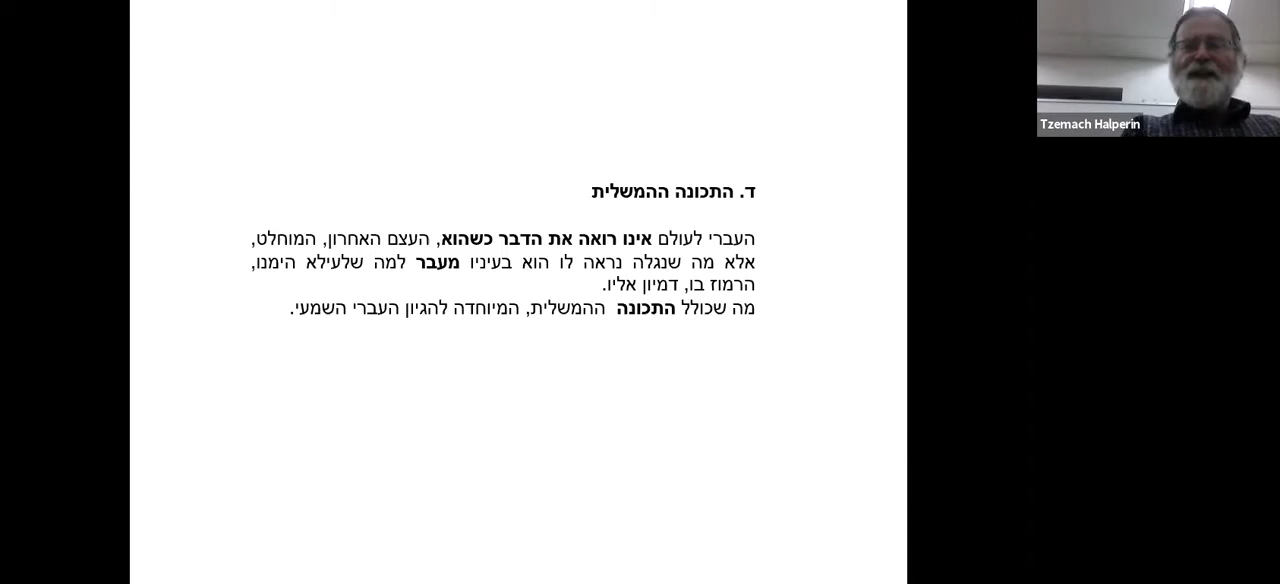 ד. התכונה ההמשלית
העברי לעולם אינו רואה את הדבר כשהוא, העצם האחרון, המוחלט,
אלא מה שנגלה נראה לו הוא בעיניו מעבר למה שלעילא הימנו,
הרמוז בו, דמיון אליו.
מה שכולל התכונה ההמשלית, המיוחדה להגיון העברי השמעי.
Tzemach Halperin